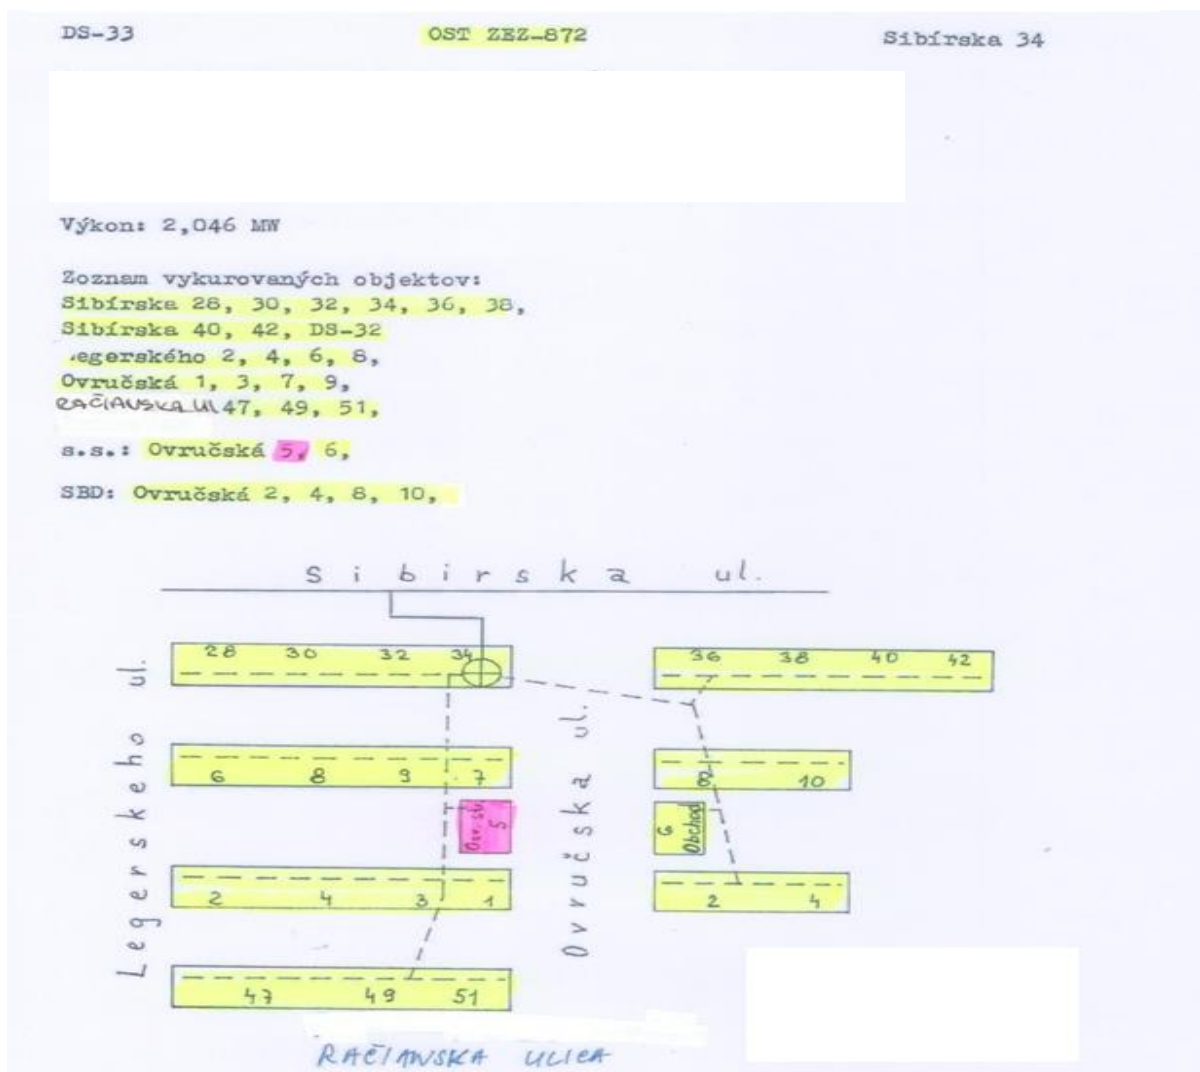 DS-33 OST ZEZ-872 Sibírska 34
Výkon: 2,046 MW
Zoznam vykurovaných objektov:
Sibírska 28, 30, 32, 34, 36, 38,
Sibírska 40, 42, DS-32
egerského 2, 4, 6, 8,
Ovručská 1, 3, 7, 9,
RAČIANSKA Ul 47, 49, 51,
s.s.: Ovručská 5, 6,
SBD: Ovručská 2, 4, 8, 10,
Sibirska ul.
28 30 32 34 36 38 40 42
Legerskeho ul.
Ovručska ul.
6 8 9 7 8 10
5
6 Obchod
2 4 3 1 2 4
47 49 51
RAČIANSKA ULICA